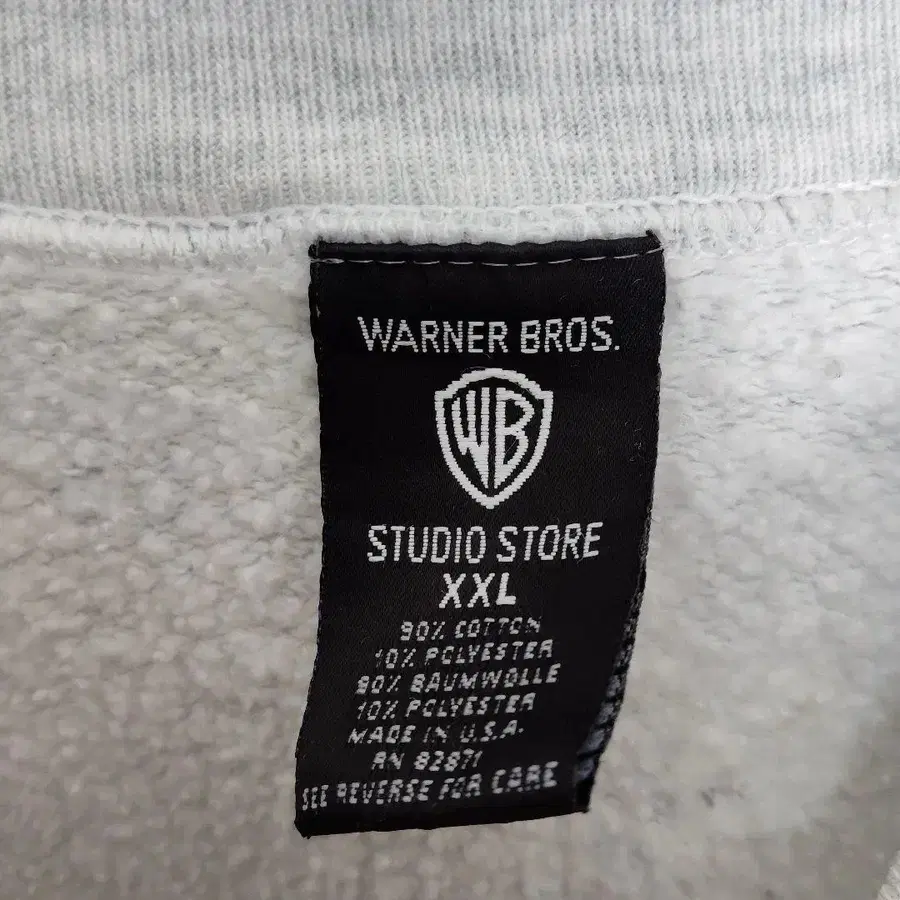 WARNER BROS.
WB
STUDIO STORE
XXL
90% COTTON
10% POLYESTER
90% BAUMWOLLE
10% POLYESTER
MADE IN U.S.A.
RN 82871
SEE REVERSE FOR CARE